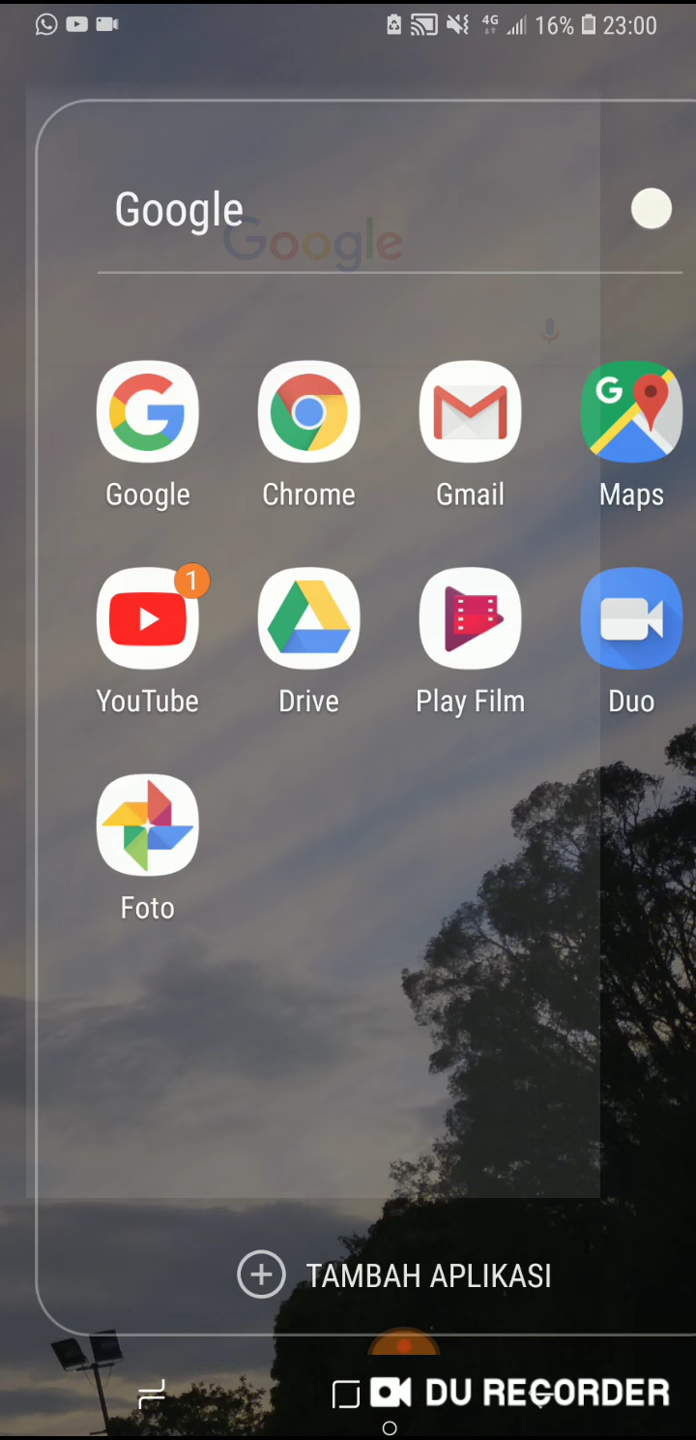 4G 16% 23:00
Google
Google
Google Chrome Gmail Maps
1
YouTube Drive Play Film Duo
Foto
TAMBAH APLIKASI
DU RECORDER